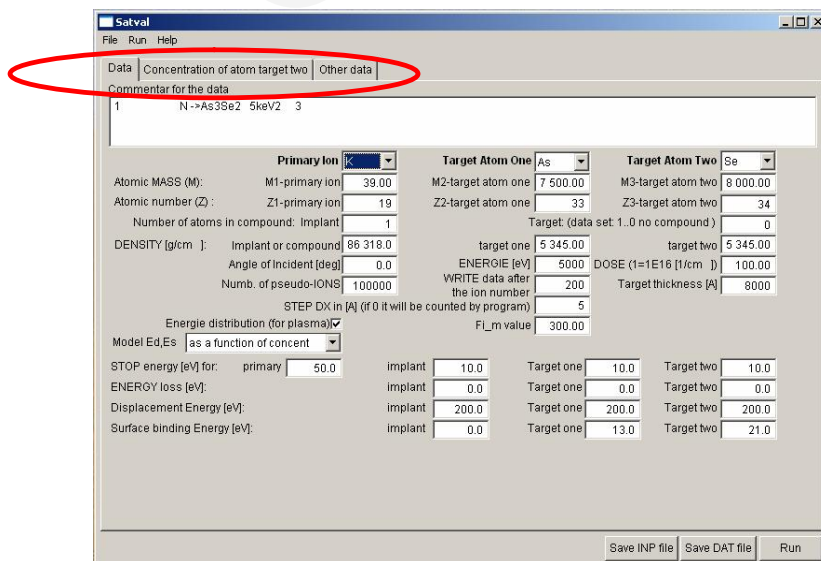 Satval
File Run Help
Data Concentration of atom target two Other data
Commentar for the data
1 N->As3Se2 5keV2 3
Primary Ion K Target Atom One As Target Atom Two Se
Atomic MASS (M): M1-primary ion 39.00 M2-target atom one 7 500.00 M3-target atom two 8 000.00
Atomic number (Z) : Z1-primary ion 19 Z2-target atom one 33 Z3-target atom two 34
Number of atoms in compound: Implant 1 Target: (data set: 1..0 no compound ) 0
DENSITY [g/cm ]: Implant or compound 86 318.0 target one 5 345.00 target two 5 345.00
Angle of Incident [deg] 0.0 ENERGIE [eV] 5000 DOSE (1=1E16 [1/cm ]) 100.00
Numb. of pseudo-IONS 100000 WRITE data after the ion number 200 Target thickness [A] 8000
STEP DX in [A] (if 0 it will be counted by program) 5
Energie distribution (for plasma) Fi_m value 300.00
Model Ed,Es as a function of concent
STOP energy [eV] for: primary 50.0 implant 10.0 Target one 10.0 Target two 10.0
ENERGY loss [eV]: implant 0.0 Target one 0.0 Target two 0.0
Displacement Energy [eV]: implant 200.0 Target one 200.0 Target two 200.0
Surface binding Energy [eV]: implant 0.0 Target one 13.0 Target two 21.0
Save INP file Save DAT file Run